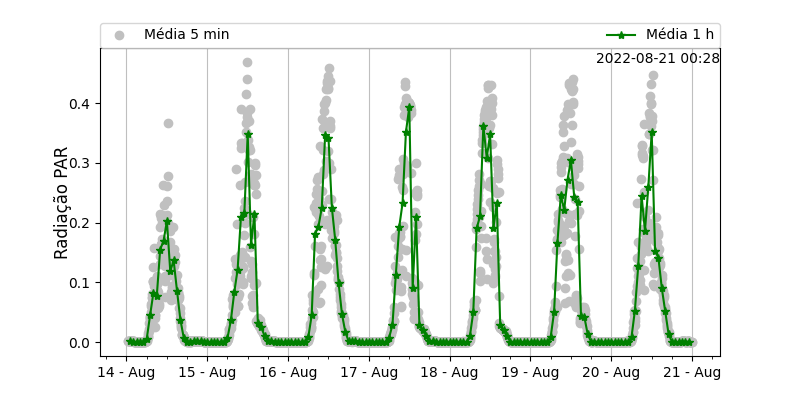 Média 5 min
Média 1 h
2022-08-21 00:28
Radiação PAR
0.4
0.3
0.2
0.1
0.0
14 - Aug
15 - Aug
16 - Aug
17 - Aug
18 - Aug
19 - Aug
20 - Aug
21 - Aug